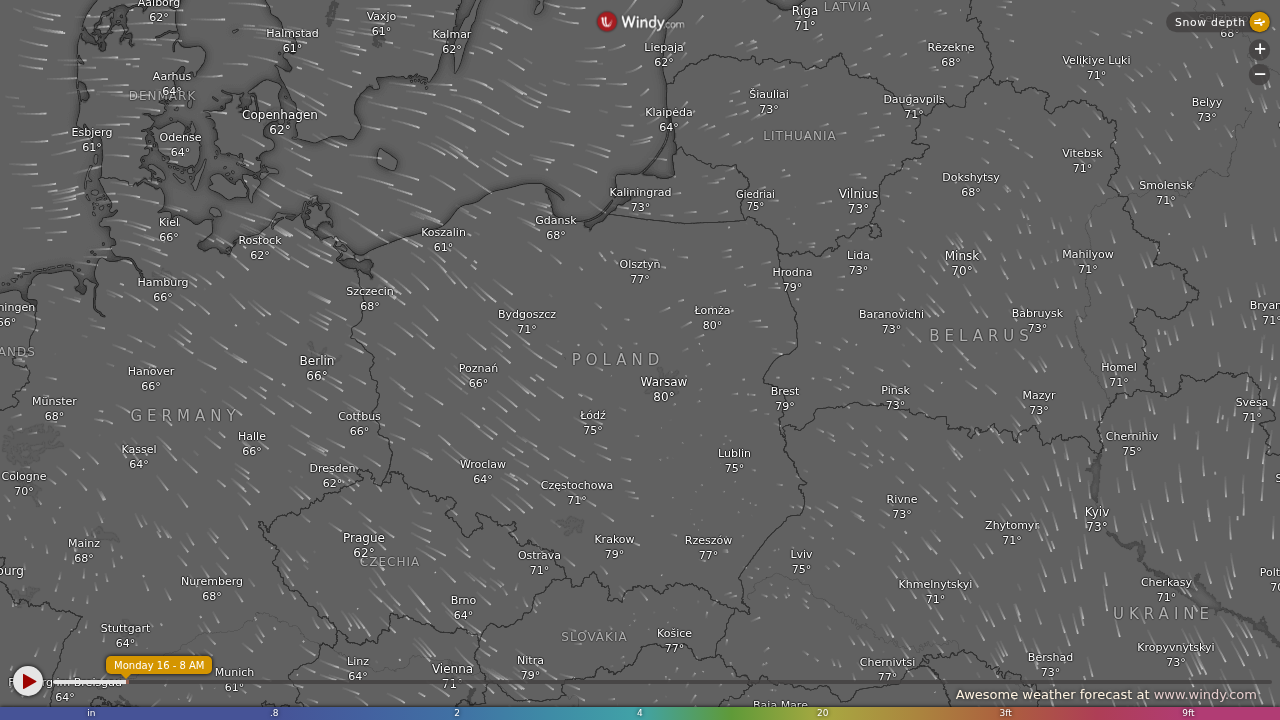 Aalborg
62°
Vaxjo
61°
Halmstad
61°
Kalmar
62°
Windy.com
Riga
71°
LATVIA
Snow depth
68°
+
−
Liepaja
62°
Rēzekne
68°
Velikiye Luki
71°
Aarhus
64°
DENMARK
Copenhagen
62°
Klaipėda
64°
Šiauliai
73°
Daugavpils
71°
Belyy
73°
Esbjerg
61°
Odense
64°
LITHUANIA
Vitebsk
71°
Kaliningrad
73°
Giedriai
75°
Vilnius
73°
Dokshytsy
68°
Smolensk
71°
Kiel
66°
Rostock
62°
Koszalin
61°
Gdansk
68°
Olsztyn
77°
Hrodna
79°
Lida
73°
Minsk
70°
Mahilyow
71°
Hamburg
66°
Szczecin
68°
Bydgoszcz
71°
Łomża
80°
Baranovichi
73°
Babruysk
73°
BELARUS
71°
Hanover
66°
Berlin
66°
Poznań
66°
POLAND
Warsaw
80°
Brest
79°
Pinsk
73°
Mazyr
73°
Homel
71°
Münster
68°
GERMANY
Cottbus
66°
Łódź
75°
Svesa
71°
Kassel
64°
Halle
66°
Dresden
62°
Wroclaw
64°
Częstochowa
71°
Lublin
75°
Chernihiv
75°
Cologne
70°
Rivne
73°
Zhytomyr
71°
Kyiv
73°
Mainz
68°
Prague
62°
CZECHIA
Ostrava
71°
Krakow
79°
Rzeszów
77°
Lviv
75°
Nuremberg
68°
Brno
64°
Khmelnytskyi
71°
Cherkasy
71°
UKRAINE
Stuttgart
64°
SLOVAKIA
Košice
77°
Kropyvnytskyi
73°
Monday 16 - 8 AM
Munich
61°
Linz
64°
Vienna
71°
Nitra
79°
Chernivtsi
77°
Bershad
73°
64°
Baia Mare
Awesome weather forecast at www.windy.com
in .8 2 4 20 3ft 9ft